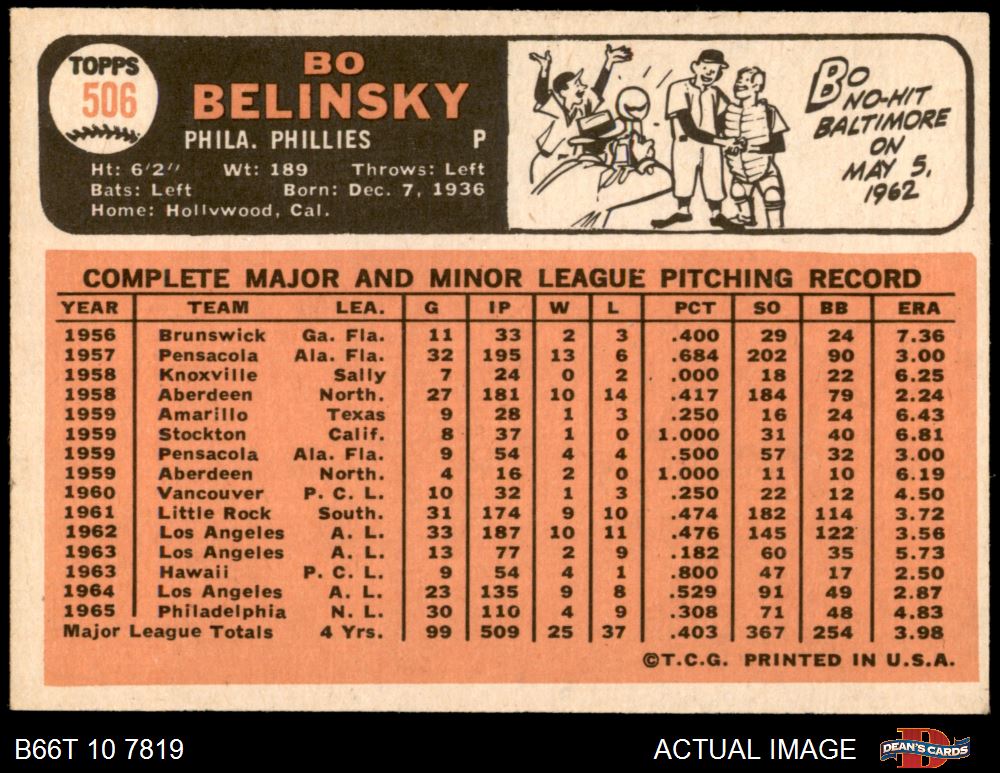 TOPPS
506
BO
BELINSKY
PHILA. PHILLIES P
Ht: 6'2" Wt: 189 Throws: Left
Bats: Left Born: Dec. 7, 1936
Home: Hollywood, Cal.
BO
NO-HIT
BALTIMORE
ON
MAY 5,
1962
COMPLETE MAJOR AND MINOR LEAGUE PITCHING RECORD
YEAR TEAM LEA. G IP W L PCT SO BB ERA
1956 Brunswick Ga. Fla. 11 33 2 3 .400 29 24 7.36
1957 Pensacola Ala. Fla. 32 195 13 6 .684 202 90 3.00
1958 Knoxville Sally 7 24 0 2 .000 18 22 6.25
1958 Aberdeen North. 27 181 10 14 .417 184 79 2.24
1959 Amarillo Texas 9 28 1 3 .250 16 24 6.43
1959 Stockton Calif. 8 37 1 0 1.000 31 40 6.81
1959 Pensacola Ala. Fla. 9 54 4 4 .500 57 32 3.00
1959 Aberdeen North. 4 16 2 0 1.000 11 10 6.19
1960 Vancouver P. C. L. 10 32 1 3 .250 22 12 4.50
1961 Little Rock South. 31 174 9 10 .474 182 114 3.72
1962 Los Angeles A. L. 33 187 10 11 .476 145 122 3.56
1963 Los Angeles A. L. 13 77 2 9 .182 60 35 5.73
1963 Hawaii P. C. L. 9 54 4 1 .800 47 17 2.50
1964 Los Angeles A. L. 23 135 9 8 .529 91 49 2.87
1965 Philadelphia N. L. 30 110 4 9 .308 71 48 4.83
Major League Totals 4 Yrs. 99 509 25 37 .403 367 254 3.98
©T.C.G. PRINTED IN U.S.A.
B66T 10 7819 ACTUAL IMAGE
DEAN'S CARDS